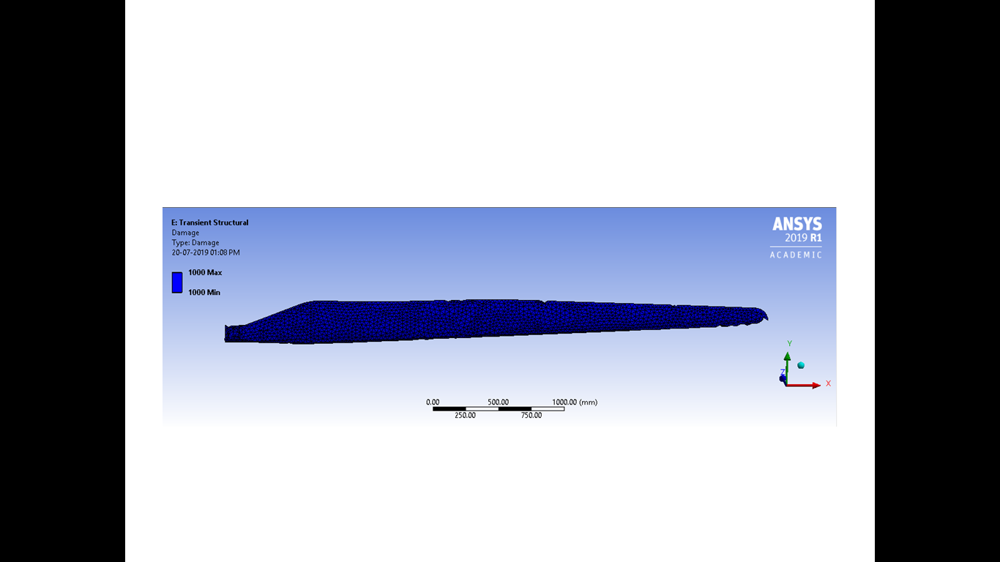 E: Transient Structural
Damage
Type: Damage
20-07-2019 01:08 PM
1000 Max
1000 Min
ANSYS
2019 R1
ACADEMIC
Y
Z
X
0.00 500.00 1000.00 (mm)
250.00 750.00